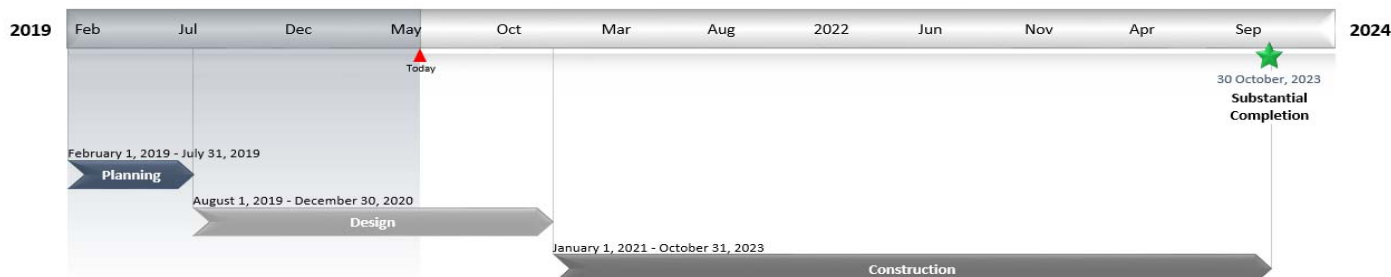 2019 Feb Jul Dec May Oct Mar Aug 2022 Jun Nov Apr Sep 2024
Today
30 October, 2023
Substantial
Completion
February 1, 2019 - July 31, 2019
Planning
August 1, 2019 - December 30, 2020
Design
January 1, 2021 - October 31, 2023
Construction